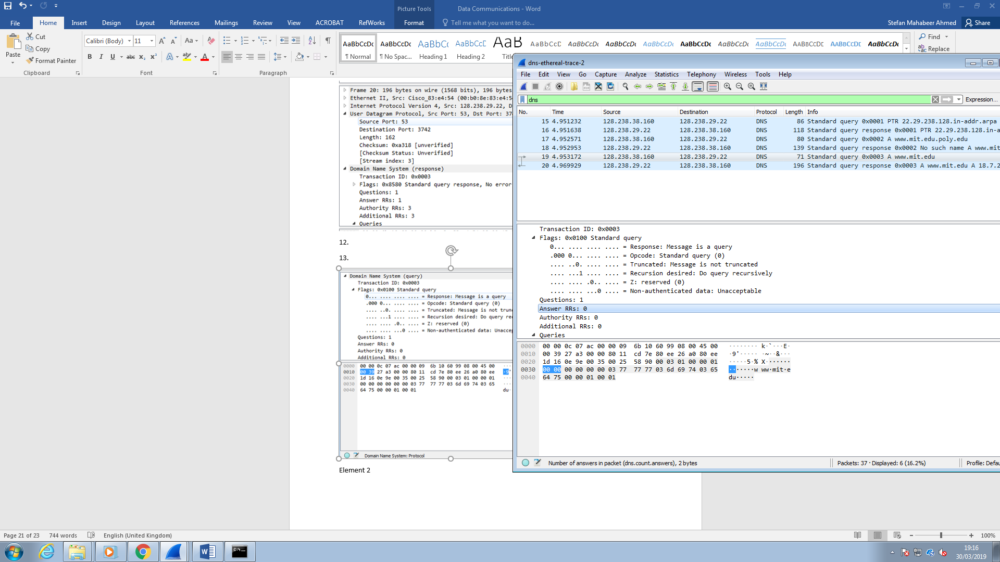 Picture Tools
Data Communications - Word
File Home Insert Design Layout References Mailings Review View ACROBAT RefWorks Format Tell me what you want to do... Stefan Mahabeer Ahmed Share
Paste
Cut
Copy
Format Painter
Clipboard
Calibri (Body) 11
Font
Paragraph
AaBbCcDc AaBbCcDc AaBbCc AaBbCcD AaB AaBbCcD AaBbCcDc AaBbCcDc AaBbCcDc AaBbCcDc AaBbCcDc AaBbCcDc AABBCCDD AABBCCDD AaBbCcDc
¶ Normal ¶ No Spac... Heading 1 Heading 2 Title
Find
Replace
Frame 20: 196 bytes on wire (1568 bits), 196 bytes
Ethernet II, Src: Cisco_83:e4:54 (00:b0:8e:83:e4:5
Internet Protocol Version 4, Src: 128.238.29.22, D
User Datagram Protocol, Src Port: 53, Dst Port: 37
Source Port: 53
Destination Port: 3742
Length: 162
Checksum: 0xa318 [unverified]
[Checksum Status: Unverified]
[Stream index: 3]
Domain Name System (response)
Transaction ID: 0x0003
Flags: 0x8580 Standard query response, No error
Questions: 1
Answer RRs: 1
Authority RRs: 3
Additional RRs: 3
Queries
12.
13.
Domain Name System (query)
Transaction ID: 0x0003
Flags: 0x0100 Standard query
0... .... .... .... = Response: Message is a query
.000 0... .... .... = Opcode: Standard query (0)
.... ..0. .... .... = Truncated: Message is not trun
.... ...1 .... .... = Recursion desired: Do query re
.... .... .0.. .... = Z: reserved (0)
.... .... ...0 .... = Non-authenticated data: Unaccep
Questions: 1
Answer RRs: 0
Authority RRs: 0
Additional RRs: 0
0000 00 00 0c 07 ac 00 00 09 6b 10 60 99 08 00 45 00
0010 00 39 27 a3 00 00 80 11 cd 7e 80 ee 26 a0 80 ee ·9'
0020 1d 16 0e 9e 00 35 00 25 58 90 00 03 01 00 00 01
0030 00 00 00 00 00 00 03 77 77 77 03 6d 69 74 03 65
0040 64 75 00 00 01 00 01 du·
Domain Name System: Protocol
Element 2
dns-ethereal-trace-2
File Edit View Go Capture Analyze Statistics Telephony Wireless Tools Help
dns Expression...
No. Time Source Destination Protocol Length Info
15 4.951232 128.238.38.160 128.238.29.22 DNS 86 Standard query 0x0001 PTR 22.29.238.128.in-addr.arpa
16 4.951638 128.238.29.22 128.238.38.160 DNS 118 Standard query response 0x0001 PTR 22.29.238.128.in-a
17 4.952571 128.238.38.160 128.238.29.22 DNS 80 Standard query 0x0002 A www.mit.edu.poly.edu
18 4.952953 128.238.29.22 128.238.38.160 DNS 139 Standard query response 0x0002 No such name A www.mit
19 4.953172 128.238.38.160 128.238.29.22 DNS 71 Standard query 0x0003 A www.mit.edu
20 4.969929 128.238.29.22 128.238.38.160 DNS 196 Standard query response 0x0003 A www.mit.edu A 18.7.2
Transaction ID: 0x0003
Flags: 0x0100 Standard query
0... .... .... .... = Response: Message is a query
.000 0... .... .... = Opcode: Standard query (0)
.... ..0. .... .... = Truncated: Message is not truncated
.... ...1 .... .... = Recursion desired: Do query recursively
.... .... .0.. .... = Z: reserved (0)
.... .... ...0 .... = Non-authenticated data: Unacceptable
Questions: 1
Answer RRs: 0
Authority RRs: 0
Additional RRs: 0
Queries
0000 00 00 0c 07 ac 00 00 09 6b 10 60 99 08 00 45 00 ········ k·`···E·
0010 00 39 27 a3 00 00 80 11 cd 7e 80 ee 26 a0 80 ee ·9'····· ·~··&···
0020 1d 16 0e 9e 00 35 00 25 58 90 00 03 01 00 00 01 ·····5·% X·······
0030 00 00 00 00 00 00 03 77 77 77 03 6d 69 74 03 65 ·······w ww·mit·e
0040 64 75 00 00 01 00 01 du·····
Number of answers in packet (dns.count.answers), 2 bytes
Packets: 37 · Displayed: 6 (16.2%)
Profile: Defau
Page 21 of 23 744 words English (United Kingdom) 100%
19:16
30/03/2019